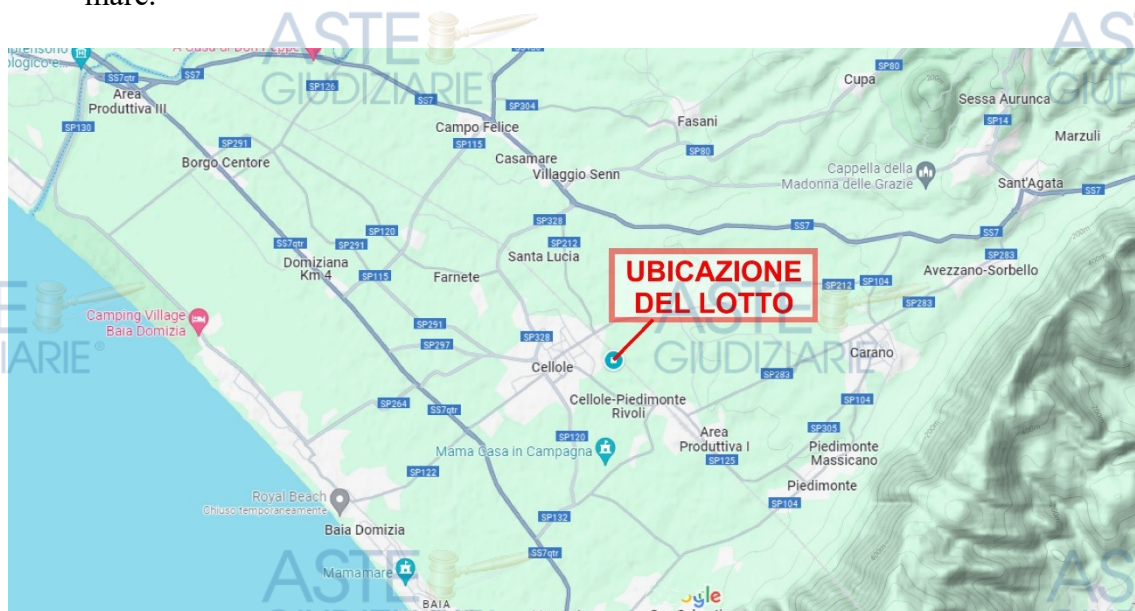 mare.
ASTE
GIUDIZIARIE
SS7qtr
SS7
Area
Produttiva III
SP126
SS7
SP304
SP80
Cupa
Sessa Aurunca
SP14
Marzuli
SP130
SP291
Borgo Centore
Campo Felice
SP115
Fasani
SP80
Casamare
Villaggio Senn
Cappella della
Madonna delle Grazie
Sant'Agata
SS7
SP328
SS7
SS7
SP120
SS7qtr
SP291
SP212
Santa Lucia
Domiziana
Km 4
SP115
Farnete
UBICAZIONE
DEL LOTTO
SP283
Avezzano-Sorbello
SP212
SP104
SP283
ASTE
GIUDIZIARIE
ARIE®
Camping Village
Baia Domizia
SP291
SP297
SP328
Cellole
Carano
SP283
Cellole-Piedimonte
Rivoli
SP264
SS7qtr
SP104
SP120
Mama Casa in Campagna
Area
Produttiva I
SP125
SP305
Piedimonte
Massicano
SP122
Piedimonte
SP104
Royal Beach
Chiuso temporaneamente
SP132
Baia Domizia
SS7qtr
ASTE
Mamamare
BAIA